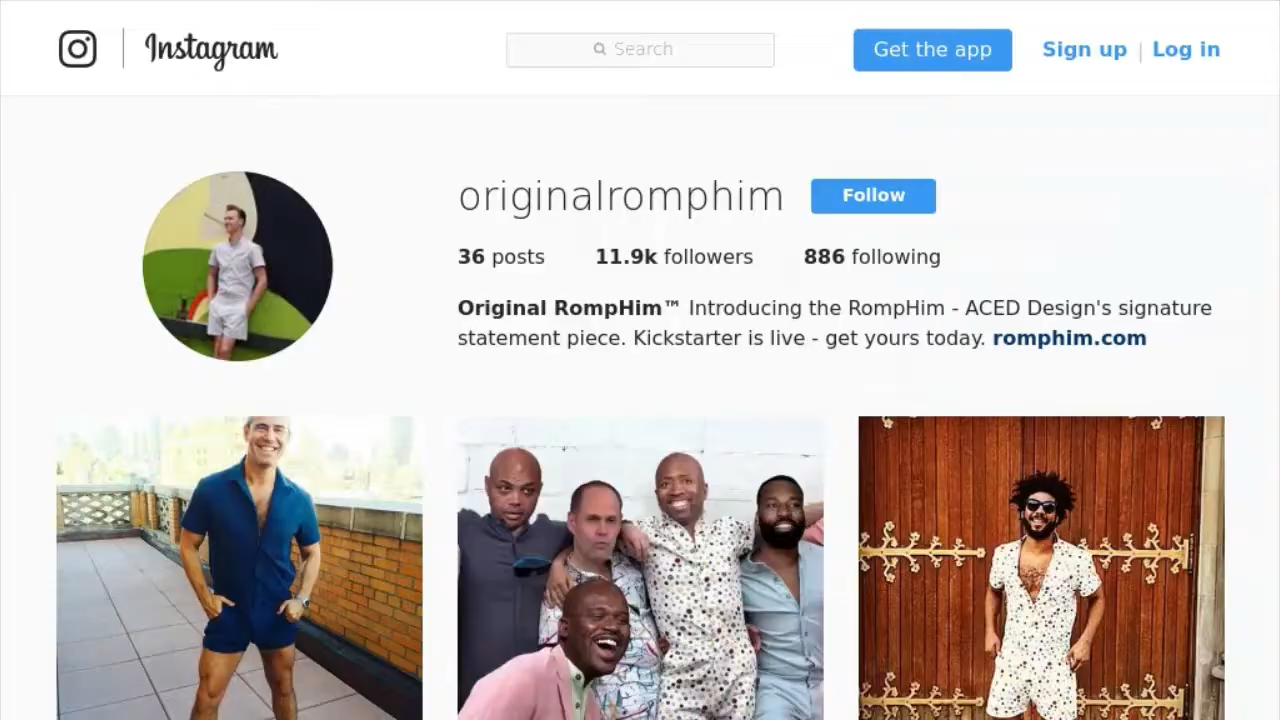 Instagram
Search
Get the app
Sign up | Log in
originalromphim
Follow
36 posts
11.9k followers
886 following
Original RompHim™ Introducing the RompHim - ACED Design's signature
statement piece. Kickstarter is live - get yours today. romphim.com